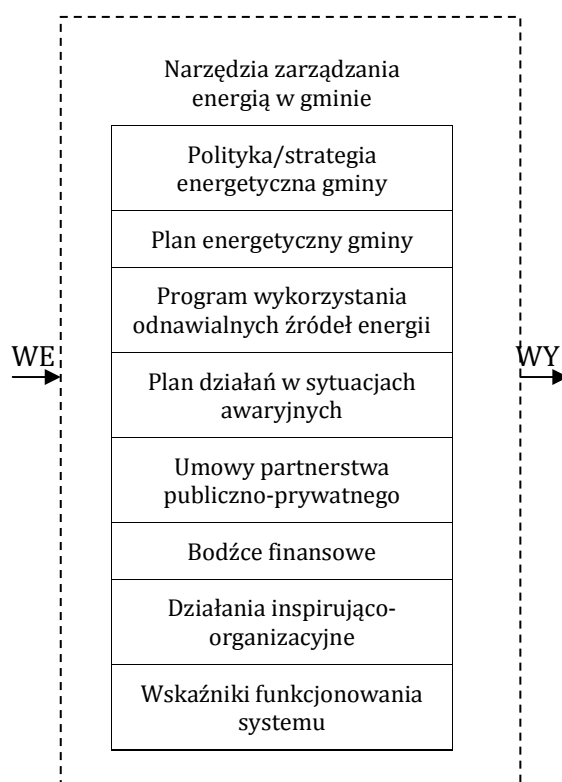 Narzędzia zarządzania
energią w gminie
Polityka/strategia
energetyczna gminy
Plan energetyczny gminy
Program wykorzystania
odnawialnych źródeł energii
WE
WY
Plan działań w sytuacjach
awaryjnych
Umowy partnerstwa
publiczno-prywatnego
Bodźce finansowe
Działania inspirująco-
organizacyjne
Wskaźniki funkcjonowania
systemu